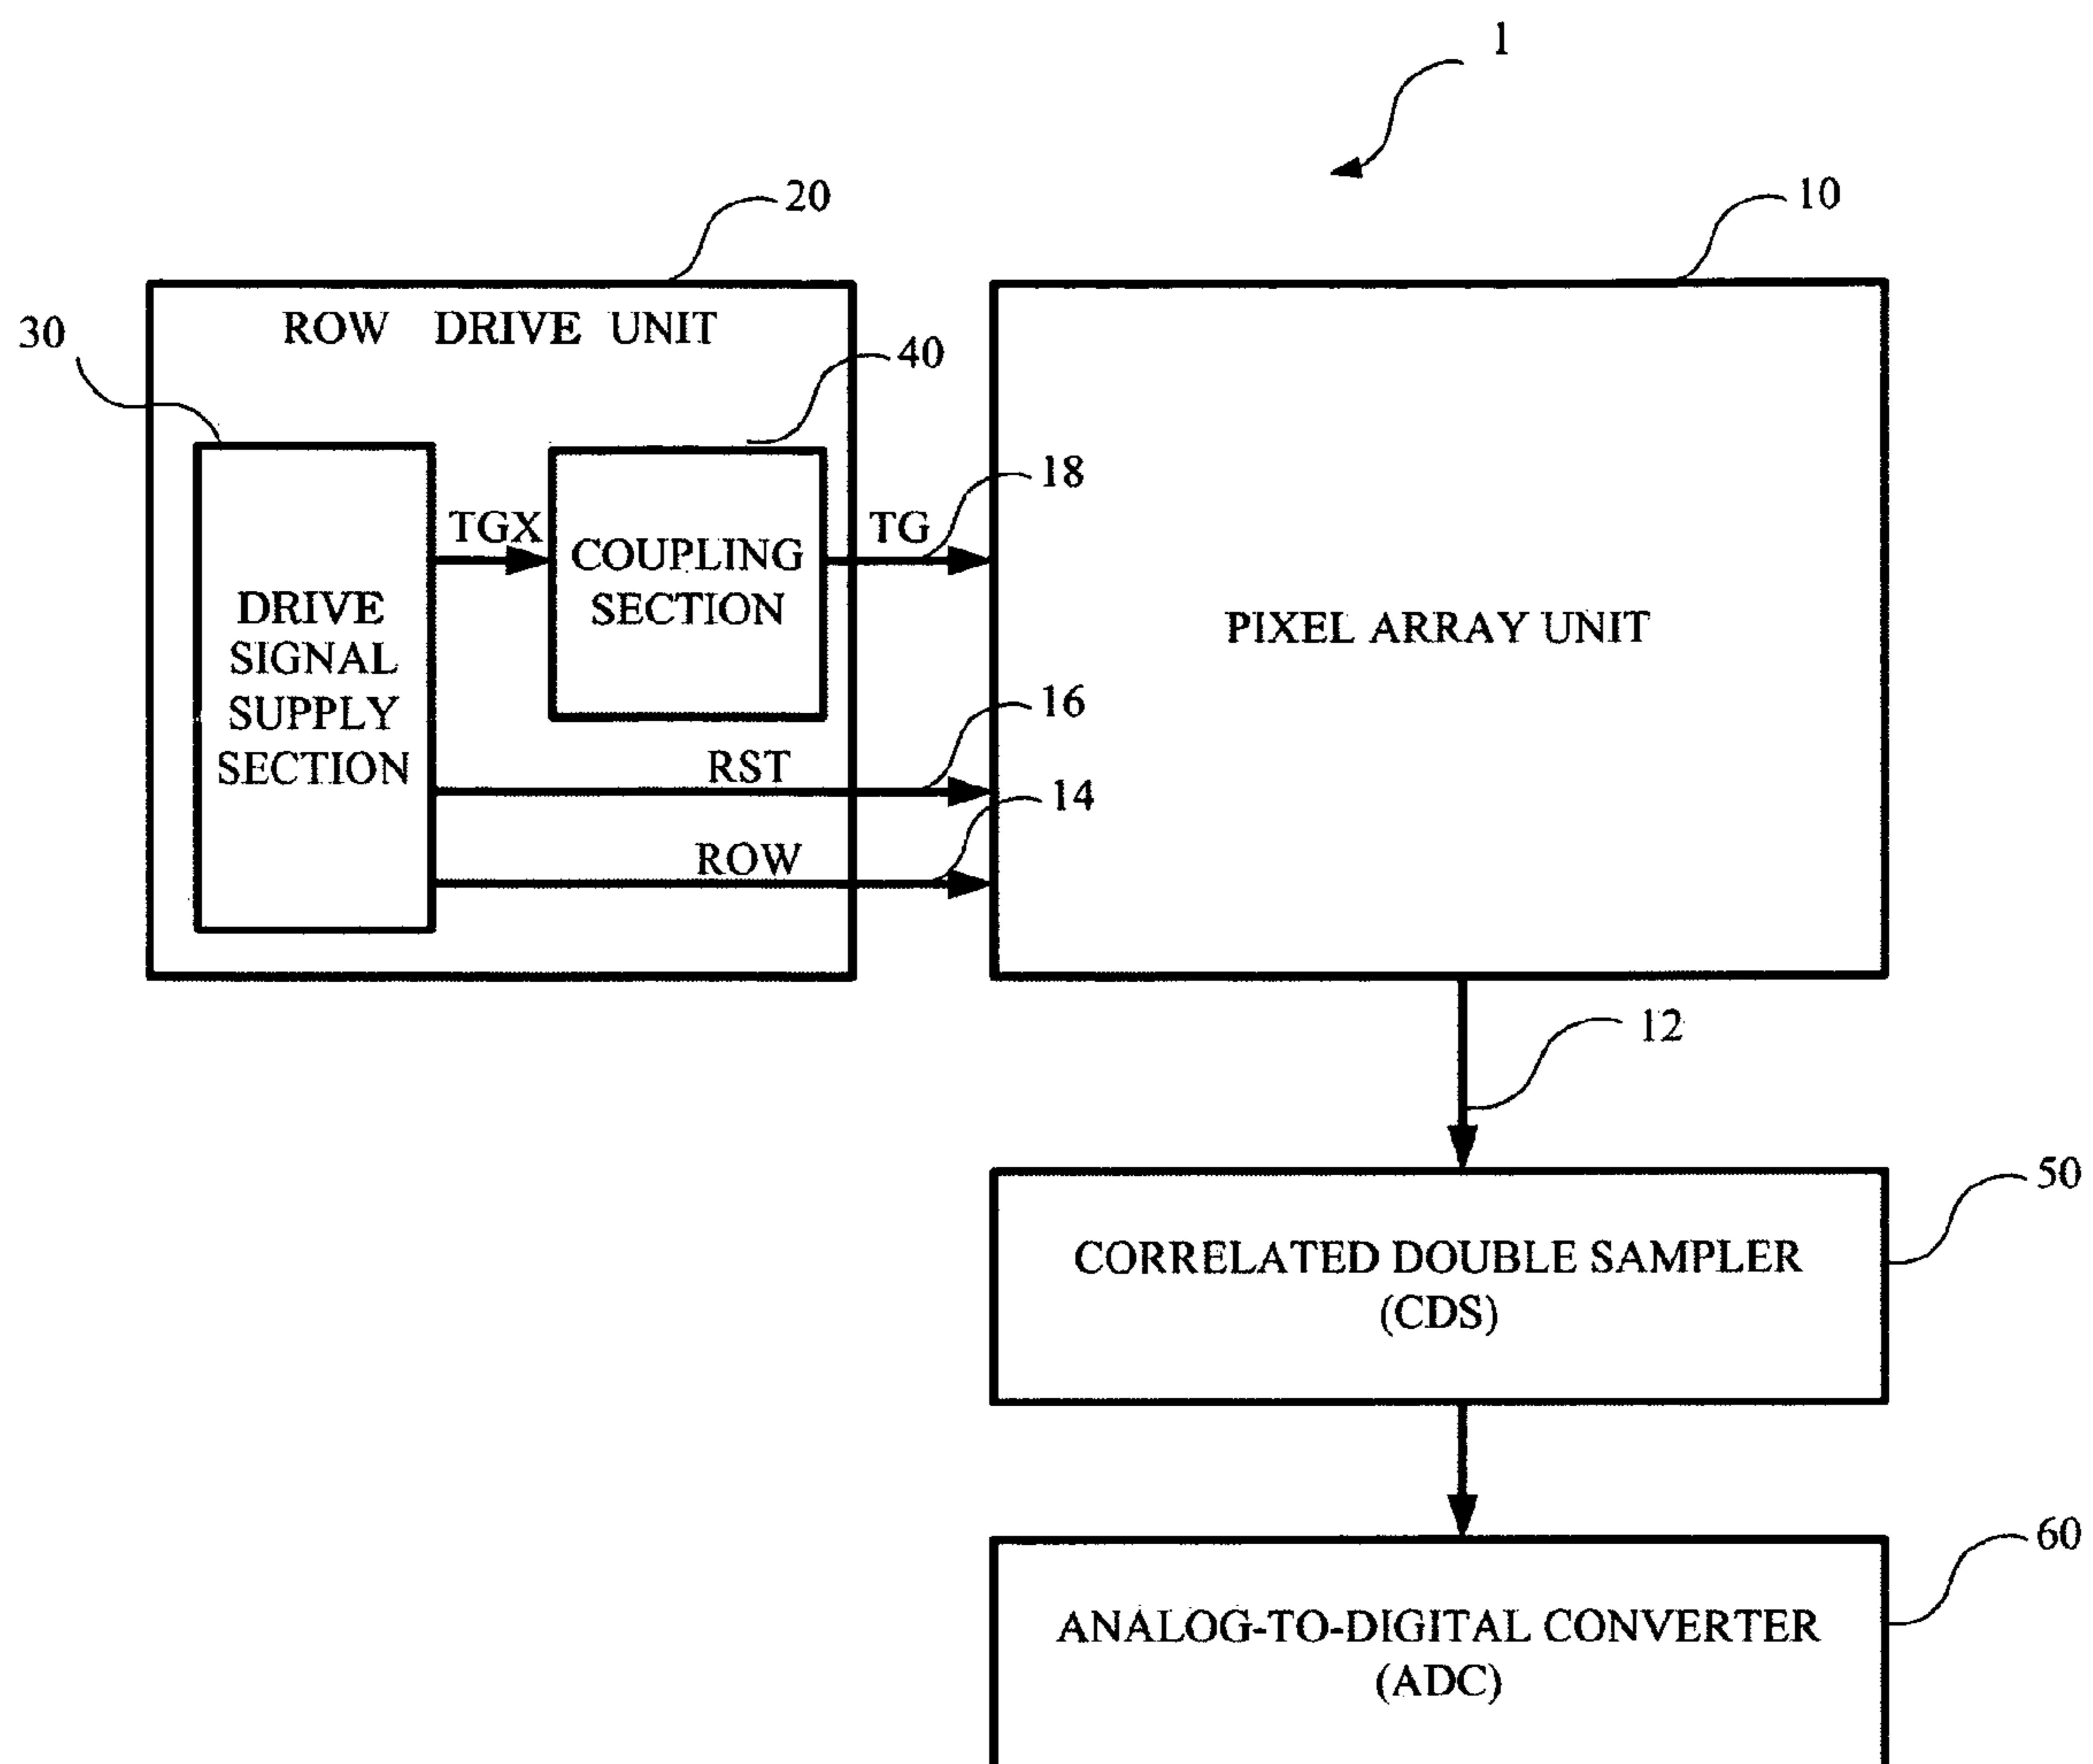 1
20
10
ROW DRIVE UNIT
30
40
18
TGX
TG
COUPLING
SECTION
DRIVE
SIGNAL
SUPPLY
SECTION
PIXEL ARRAY UNIT
16
RST
14
ROW
12
50
CORRELATED DOUBLE SAMPLER
(CDS)
60
ANALOG-TO-DIGITAL CONVERTER
(ADC)